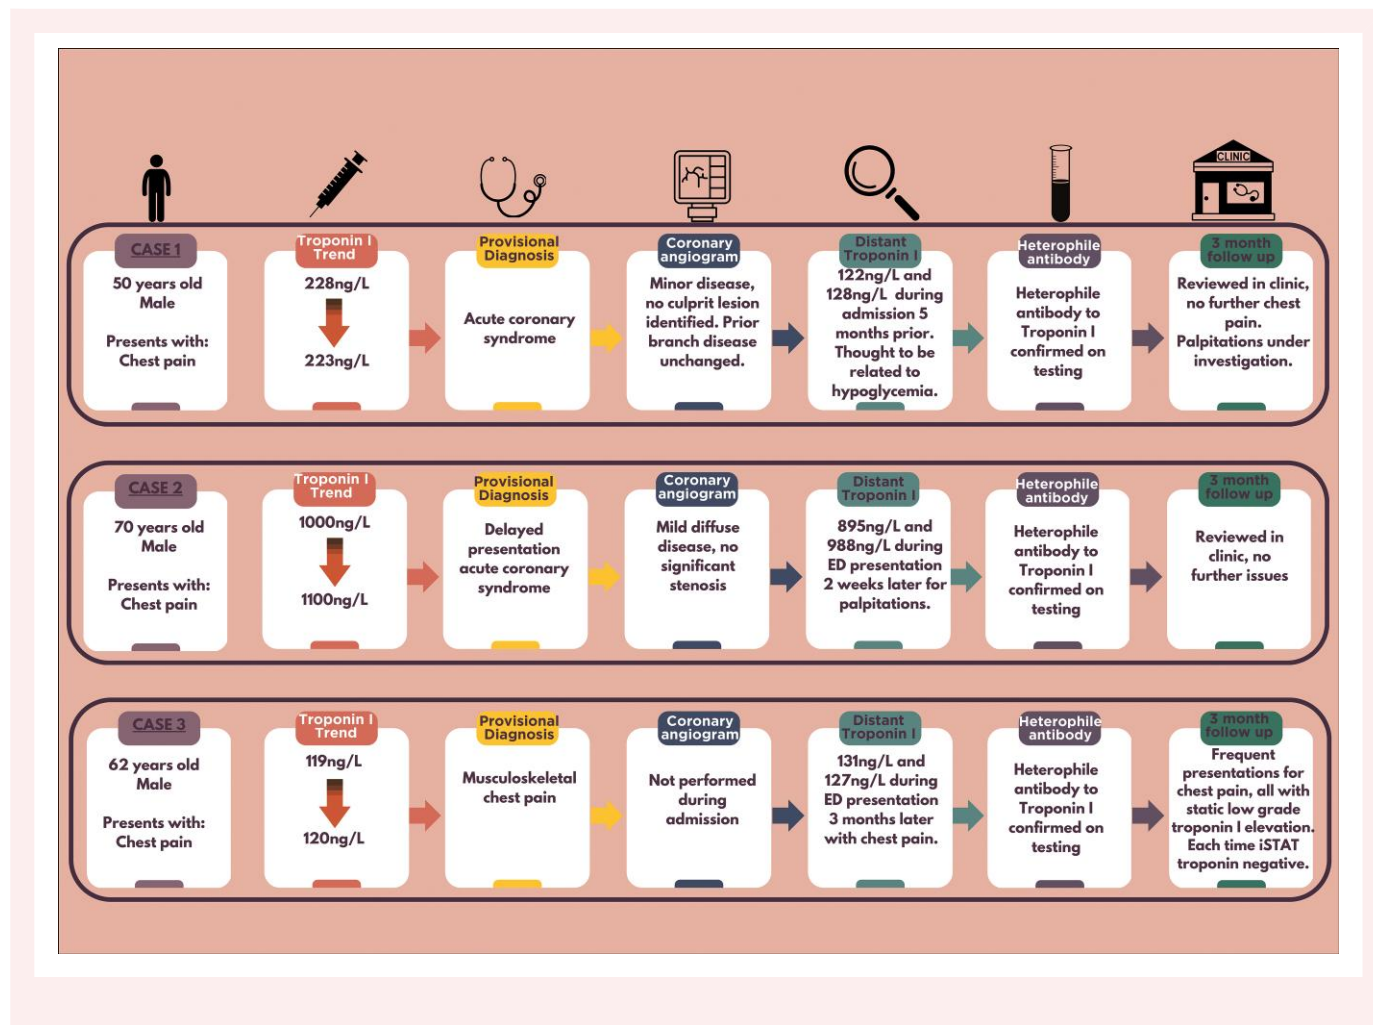 CLINIC
CASE 1
50 years old
Male
Presents with:
Chest pain
Troponin I
Trend
228ng/L
223ng/L
Provisional
Diagnosis
Acute coronary
syndrome
Coronary
angiogram
Minor disease,
no culprit lesion
identified. Prior
branch disease
unchanged.
Distant
Troponin I
122ng/L and
128ng/L during
admission 5
months prior.
Thought to be
related to
hypoglycemia.
Heterophile
antibody
Heterophile
antibody to
Troponin I
confirmed on
testing
3 month
follow up
Reviewed in clinic,
no further chest
pain.
Palpitations under
investigation.
CASE 2
70 years old
Male
Presents with:
Chest pain
Troponin I
Trend
1000ng/L
1100ng/L
Provisional
Diagnosis
Delayed
presentation
acute coronary
syndrome
Coronary
angiogram
Mild diffuse
disease, no
significant
stenosis
Distant
Troponin I
895ng/L and
988ng/L during
ED presentation
2 weeks later for
palpitations.
Heterophile
antibody
Heterophile
antibody to
Troponin I
confirmed on
testing
3 month
follow up
Reviewed in
clinic, no
further issues
CASE 3
62 years old
Male
Presents with:
Chest pain
Troponin I
Trend
119ng/L
120ng/L
Provisional
Diagnosis
Musculoskeletal
chest pain
Coronary
angiogram
Not performed
during
admission
Distant
Troponin I
131ng/L and
127ng/L during
ED presentation
3 months later
with chest pain.
Heterophile
antibody
Heterophile
antibody to
Troponin I
confirmed on
testing
3 month
follow up
Frequent
presentations for
chest pain, all with
static low grade
troponin I elevation.
Each time iSTAT
troponin negative.